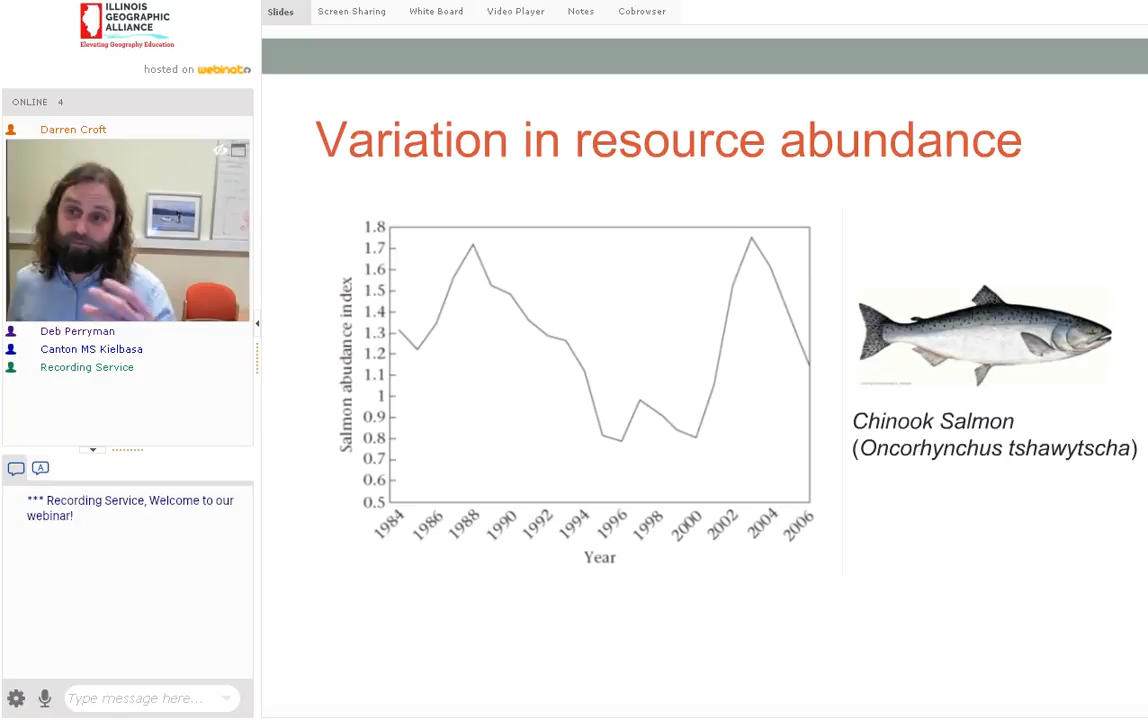 ILLINOIS
GEOGRAPHIC
ALLIANCE
Elevating Geography Education
hosted on webinato
ONLINE 4
Darren Croft
Deb Perryman
Canton MS Kielbasa
Recording Service
A
*** Recording Service, Welcome to our
webinar!
Type message here...
Slides Screen Sharing White Board Video Player Notes Cobrowser
Variation in resource abundance
Salmon abudance index
1.8
1.7
1.6
1.5
1.4
1.3
1.2
1.1
1
0.9
0.8
0.7
0.6
0.5
1984 1986 1988 1990 1992 1994 1996 1998 2000 2002 2004 2006
Year
Chinook Salmon
(Oncorhynchus tshawytscha)